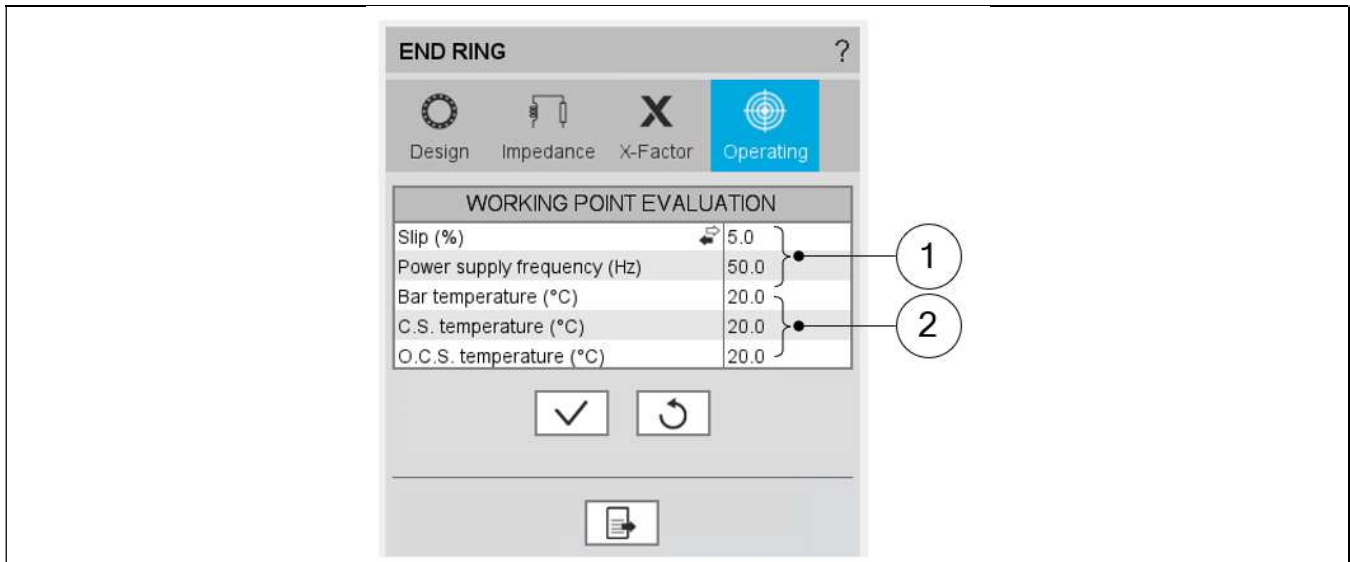 END RING ?
Design Impedance X-Factor Operating
WORKING POINT EVALUATION
Slip (%) 5.0
Power supply frequency (Hz) 50.0
1
Bar temperature (°C) 20.0
C.S. temperature (°C) 20.0
2
O.C.S. temperature (°C) 20.0